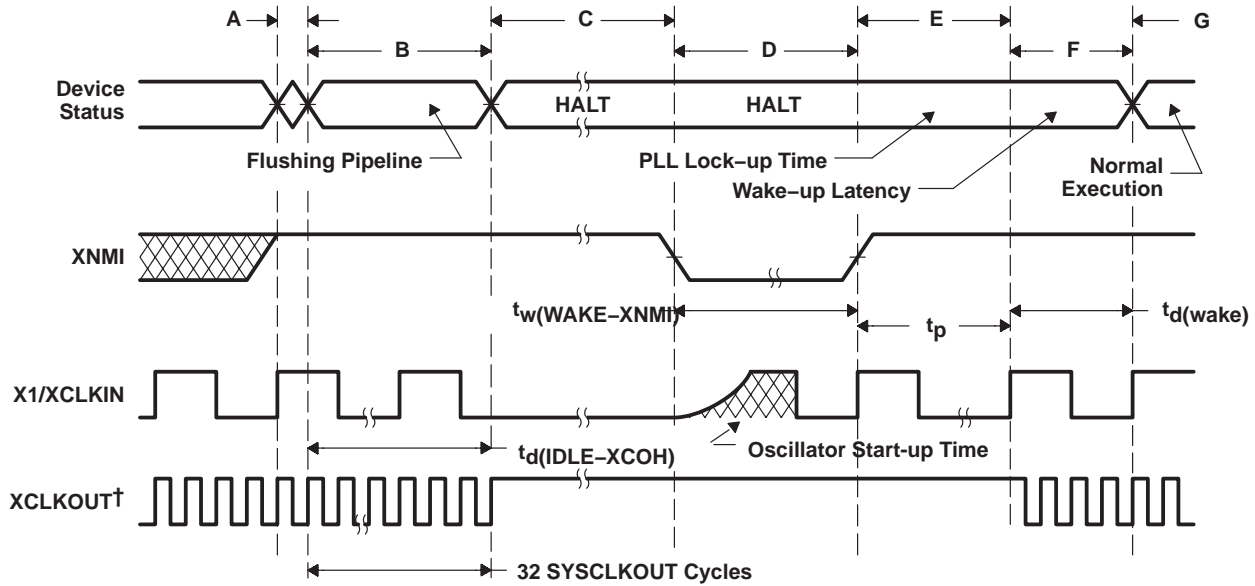 A
C
E
G
B
D
F
Device
Status
HALT
HALT
Flushing Pipeline
PLL Lock–up Time
Wake–up Latency
Normal
Execution
XNMI
tw(WAKE–XNMI)
tp
td(wake)
X1/XCLKIN
td(IDLE–XCOH)
Oscillator Start-up Time
XCLKOUT†
32 SYSCLKOUT Cycles